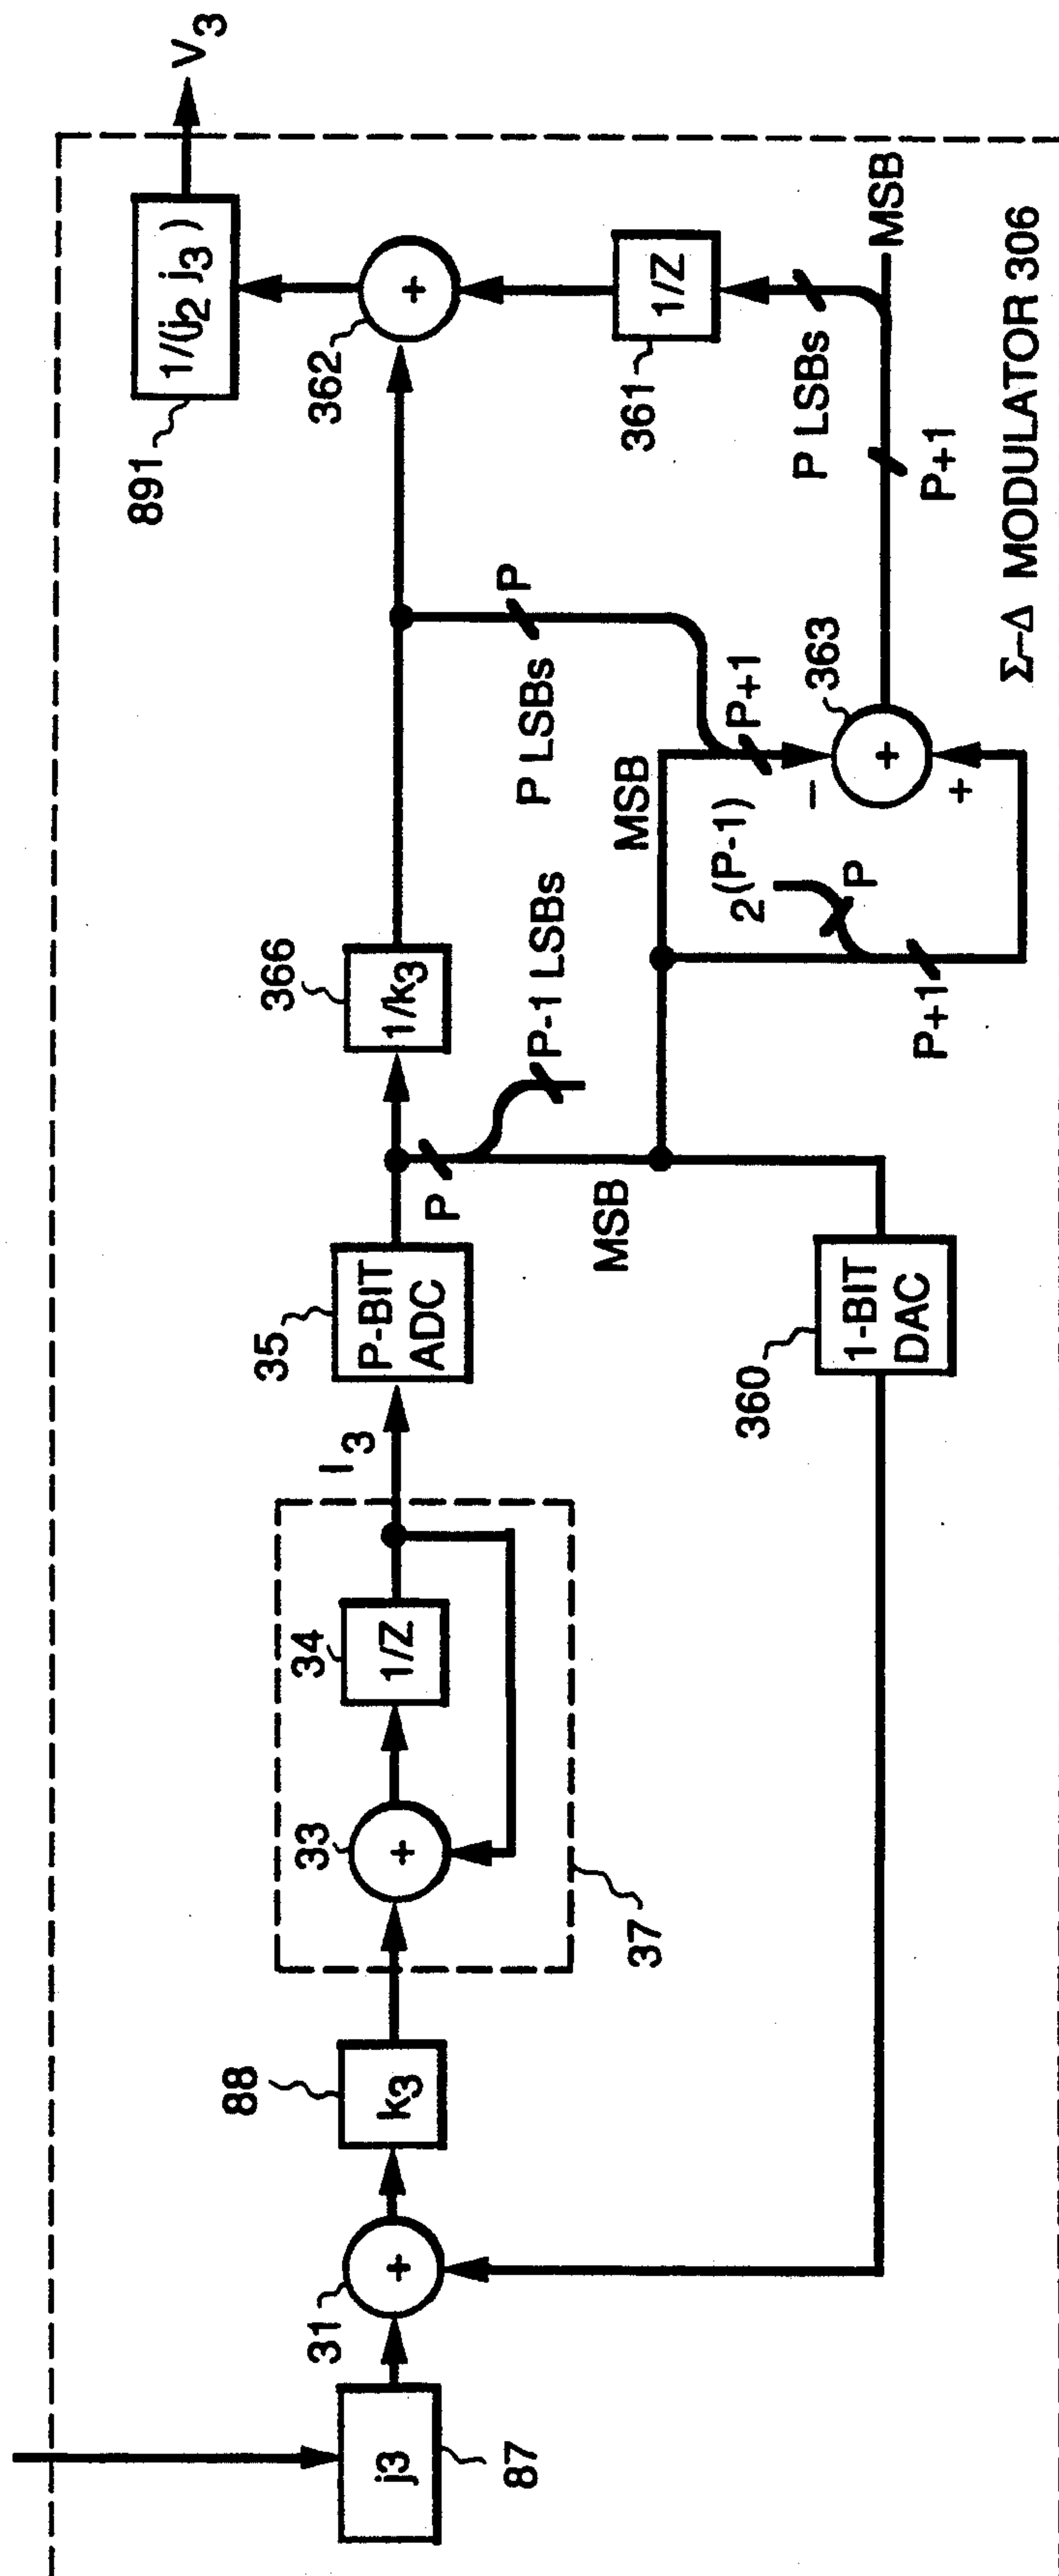 V3
1/(j2 j3)
891
362
+
1/Z
361
P LSBs
MSB
P+1
Σ–Δ MODULATOR 306
P
P LSBs
MSB
P+1
363
–
+
+
2(P-1)
P
P+1
366
1/k3
P-1 LSBs
P
MSB
35
P-BIT
ADC
I3
360
1-BIT
DAC
34
1/Z
33
+
37
88
k3
31
+
j3
87